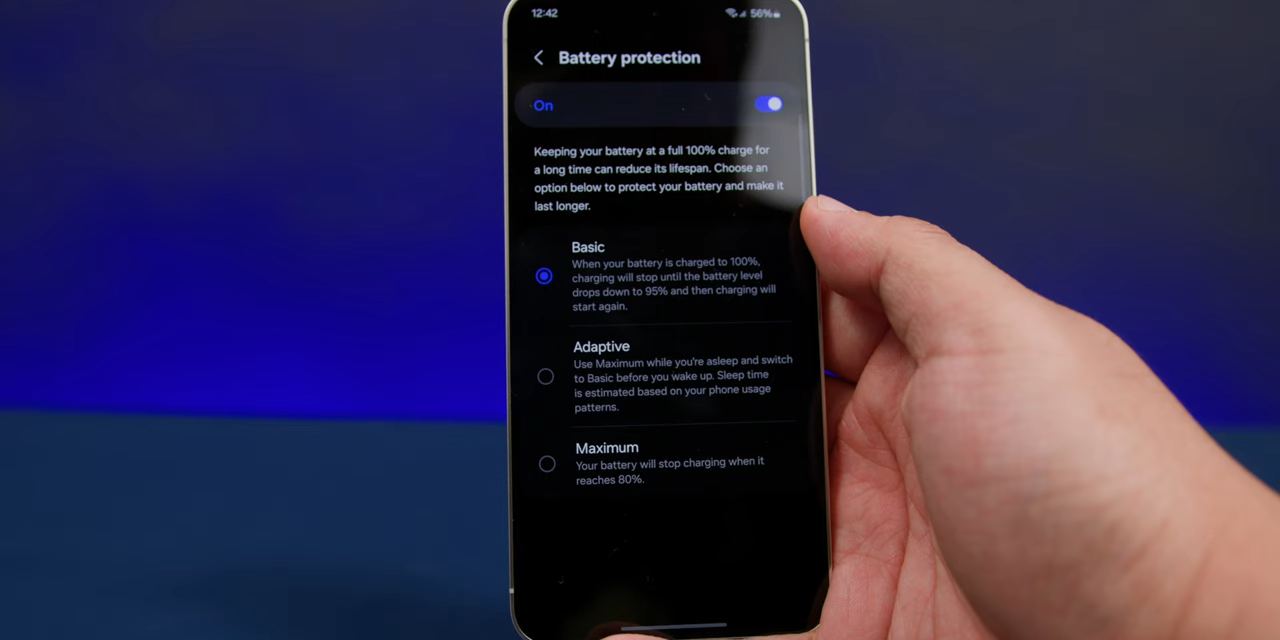 12:42 56%
Battery protection
On
Keeping your battery at a full 100% charge for
a long time can reduce its lifespan. Choose an
option below to protect your battery and make it
last longer.
Basic
When your battery is charged to 100%,
charging will stop until the battery level
drops down to 95% and then charging will
start again.
Adaptive
Use Maximum while you're asleep and switch
to Basic before you wake up. Sleep time
is estimated based on your phone usage
patterns.
Maximum
Your battery will stop charging when it
reaches 80%.